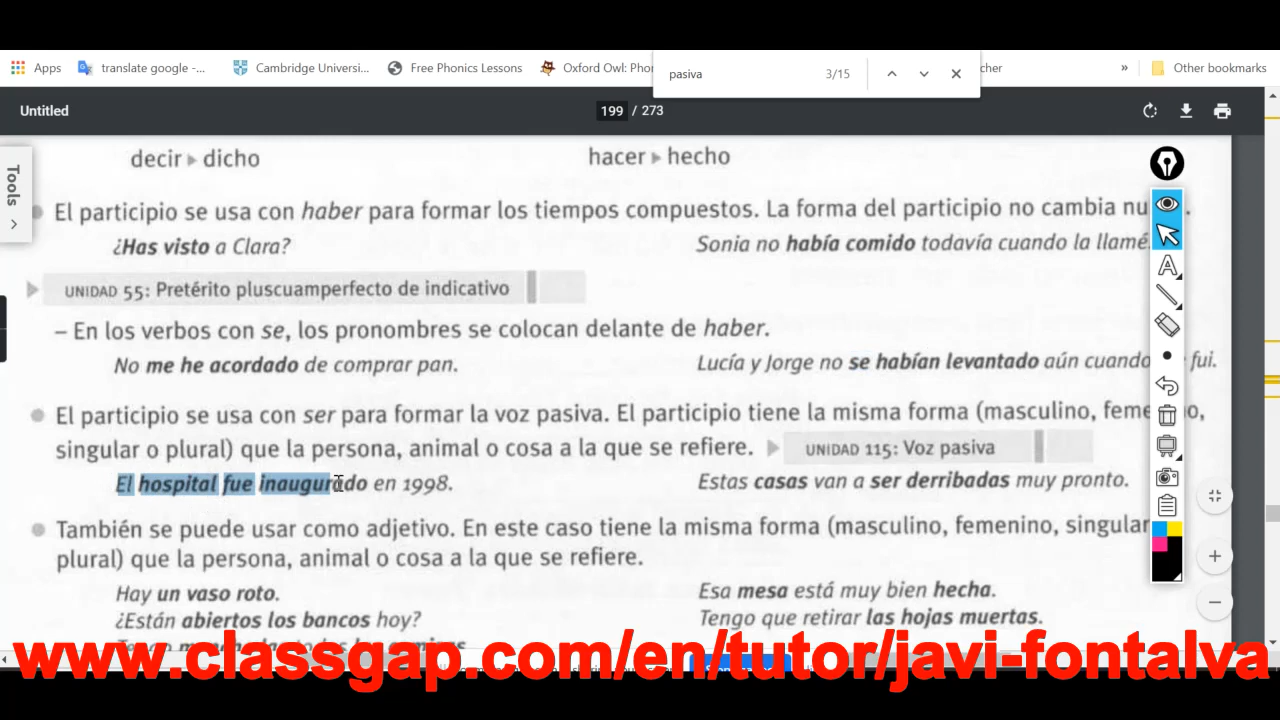 Apps translate google -... Cambridge Universi... Free Phonics Lessons Oxford Owl: Pho cher » Other bookmarks
pasiva 3/15
Untitled 199 / 273
Tools
decir ▸ dicho hacer ▸ hecho
El participio se usa con haber para formar los tiempos compuestos. La forma del participio no cambia nu
¿Has visto a Clara? Sonia no había comido todavía cuando la llamé
UNIDAD 55: Pretérito pluscuamperfecto de indicativo
– En los verbos con se, los pronombres se colocan delante de haber.
No me he acordado de comprar pan. Lucía y Jorge no se habían levantado aún cuando fui.
El participio se usa con ser para formar la voz pasiva. El participio tiene la misma forma (masculino, feme o,
singular o plural) que la persona, animal o cosa a la que se refiere. UNIDAD 115: Voz pasiva
El hospital fue inaugurado en 1998. Estas casas van a ser derribadas muy pronto.
También se puede usar como adjetivo. En este caso tiene la misma forma (masculino, femenino, singular
plural) que la persona, animal o cosa a la que se refiere.
Hay un vaso roto. Esa mesa está muy bien hecha.
¿Están abiertos los bancos hoy? Tengo que retirar las hojas muertas.
www.classgap.com/en/tutor/javi-fontalva